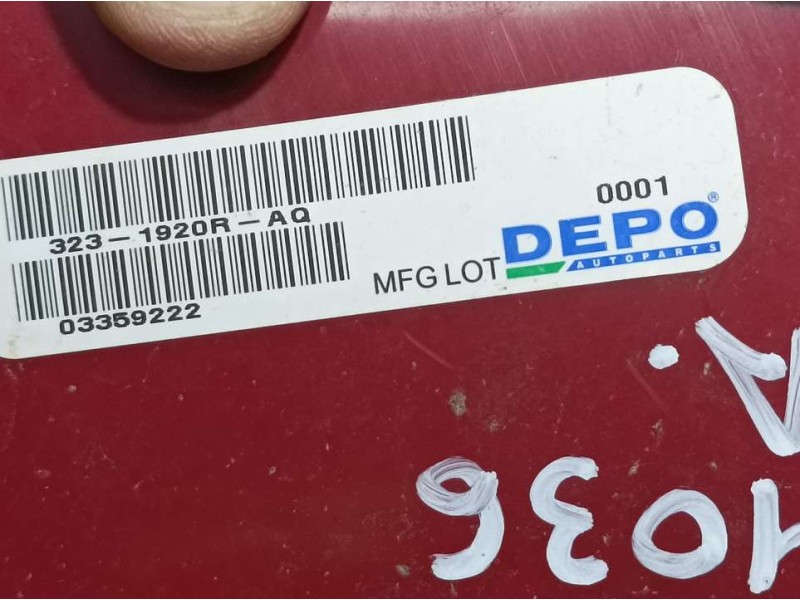 0001
323-1920R-AQ
DEPO®
AUTOPARTS
MFG LOT
03359222